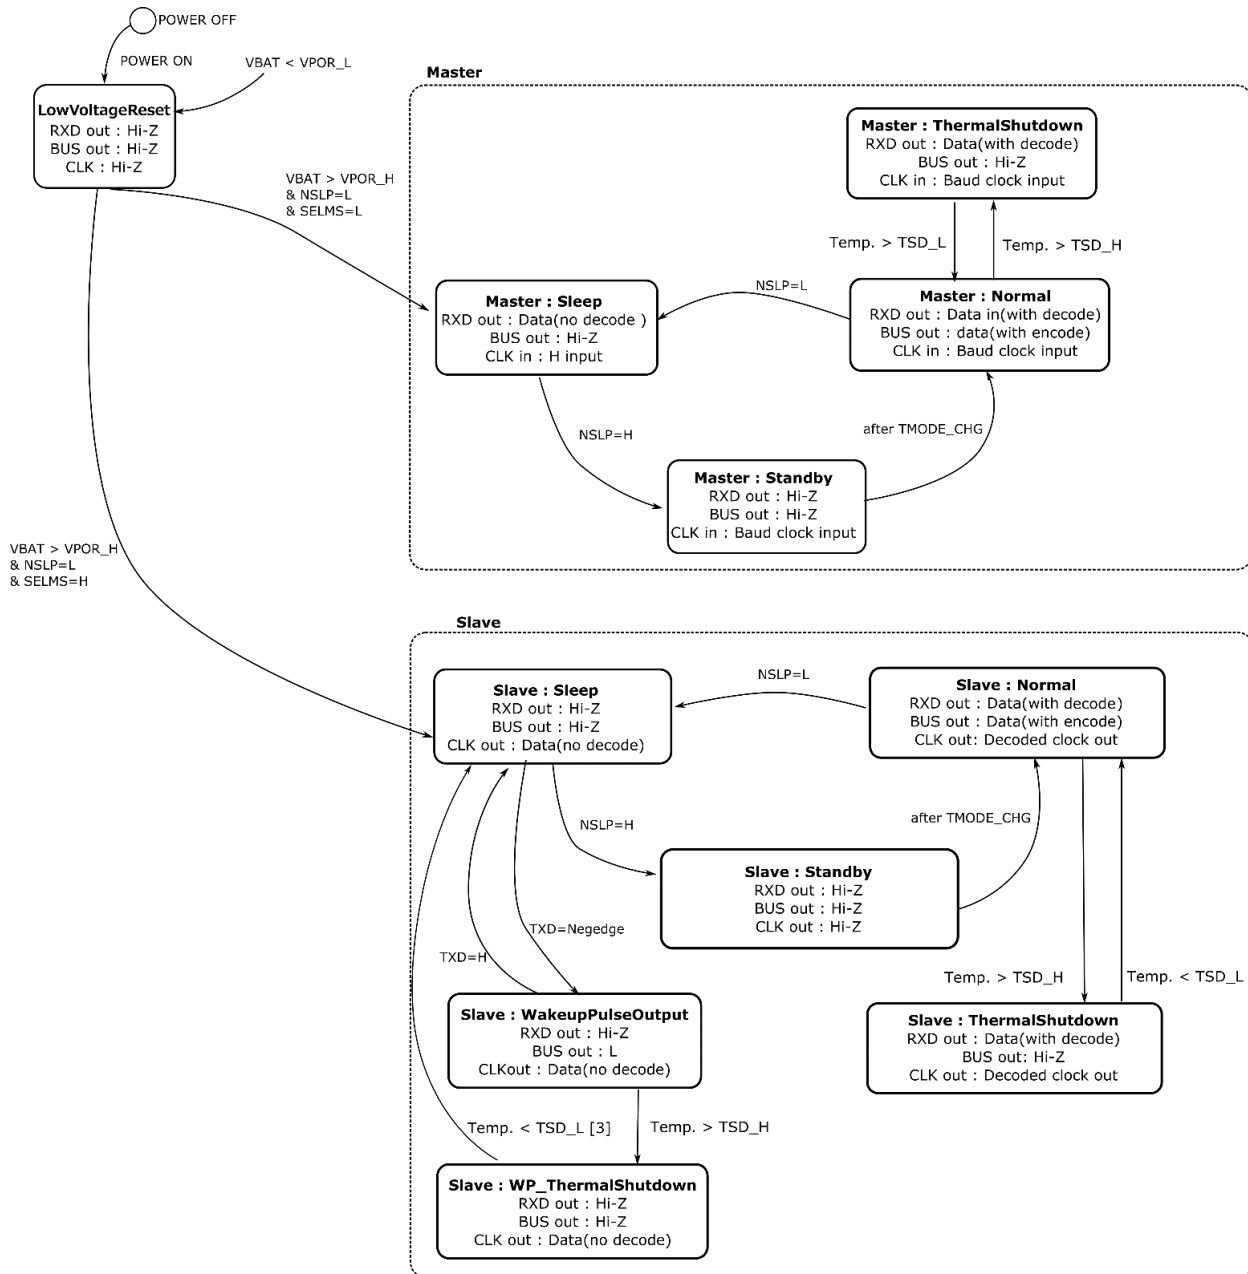 POWER OFF
POWER ON
VBAT < VPOR_L
LowVoltageReset
RXD out : Hi-Z
BUS out : Hi-Z
CLK : Hi-Z
VBAT > VPOR_H
& NSLP=L
& SELMS=L
VBAT > VPOR_H
& NSLP=L
& SELMS=H
Master
Master : ThermalShutdown
RXD out : Data(with decode)
BUS out : Hi-Z
CLK in : Baud clock input
Temp. > TSD_L
Temp. > TSD_H
Master : Sleep
RXD out : Data(no decode )
BUS out : Hi-Z
CLK in : H input
NSLP=L
Master : Normal
RXD out : Data in(with decode)
BUS out : data(with encode)
CLK in : Baud clock input
NSLP=H
after TMODE_CHG
Master : Standby
RXD out : Hi-Z
BUS out : Hi-Z
CLK in : Baud clock input
Slave
Slave : Sleep
RXD out : Hi-Z
BUS out : Hi-Z
CLK out : Data(no decode)
NSLP=L
Slave : Normal
RXD out : Data(with decode)
BUS out : Data(with encode)
CLK out: Decoded clock out
NSLP=H
after TMODE_CHG
Slave : Standby
RXD out : Hi-Z
BUS out : Hi-Z
CLK out : Hi-Z
TXD=H
TXD=Negedge
Temp. > TSD_H
Temp. < TSD_L
Slave : WakeupPulseOutput
RXD out : Hi-Z
BUS out : L
CLKout : Data(no decode)
Slave : ThermalShutdown
RXD out : Data(with decode)
BUS out: Hi-Z
CLK out : Decoded clock out
Temp. < TSD_L [3]
Temp. > TSD_H
Slave : WP_ThermalShutdown
RXD out : Hi-Z
BUS out : Hi-Z
CLK out : Data(no decode)